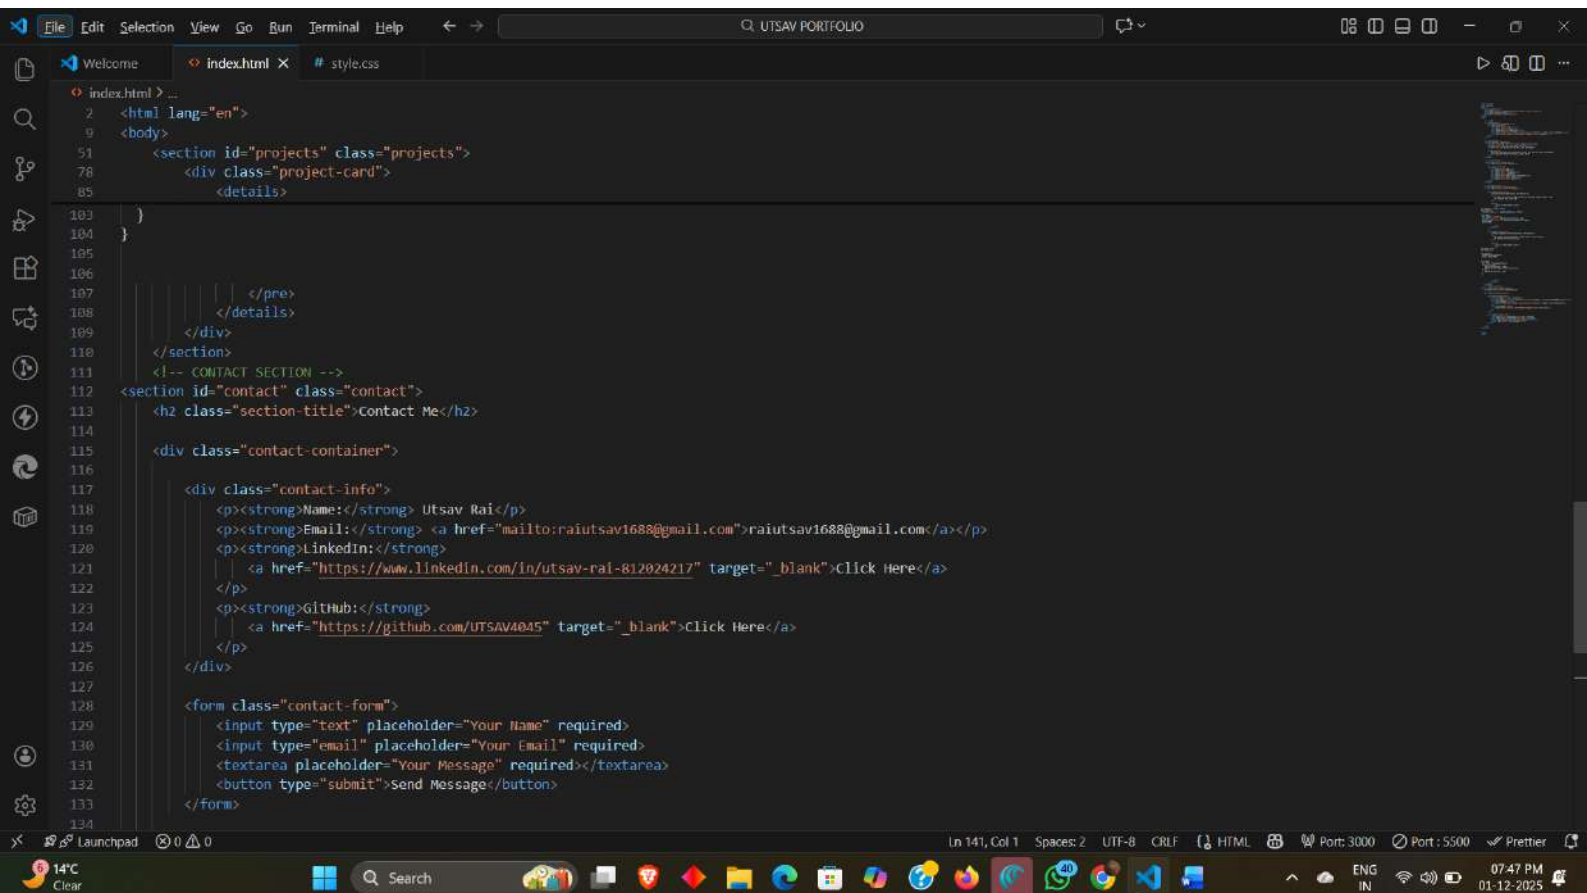 File Edit Selection View Go Run Terminal Help UTSAV PORTFOLIO
Welcome index.html style.css
index.html > ...
2 <html lang="en">
9 <body>
51 <section id="projects" class="projects">
78 <div class="project-card">
85 <details>
103 }
104 }
105
106
107 </pre>
108 </details>
109 </div>
110 </section>
111 <!-- CONTACT SECTION -->
112 <section id="contact" class="contact">
113 <h2 class="section-title">Contact Me</h2>
114
115 <div class="contact-container">
116
117 <div class="contact-info">
118 <p><strong>Name:</strong> Utsav Rai</p>
119 <p><strong>Email:</strong> <a href="mailto:raiutsav1688@gmail.com">raiutsav1688@gmail.com</a></p>
120 <p><strong>LinkedIn:</strong>
121 <a href="https://www.linkedin.com/in/utsav-rai-812024217" target="_blank">Click Here</a>
122 </p>
123 <p><strong>GitHub:</strong>
124 <a href="https://github.com/UTSAV4045" target="_blank">Click Here</a>
125 </p>
126 </div>
127
128 <form class="contact-form">
129 <input type="text" placeholder="Your Name" required>
130 <input type="email" placeholder="Your Email" required>
131 <textarea placeholder="Your Message" required></textarea>
132 <button type="submit">Send Message</button>
133 </form>
134
Launchpad 0 0 Ln 141, Col 1 Spaces: 2 UTF-8 CRLF HTML Port: 3000 Port : 5500 Prettier
6 14°C Search 40 ENG 07:47 PM
Clear IN 01-12-2025